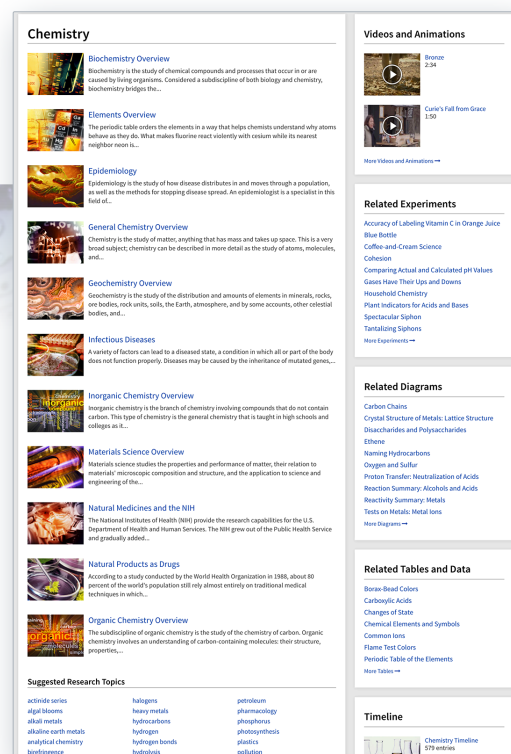 Chemistry
Biochemistry Overview
Biochemistry is the study of chemical compounds and processes that occur in or are
caused by living organisms. Considered a subdiscipline of both biology and chemistry,
biochemistry bridges the...
Elements Overview
The periodic table orders the elements in a way that helps chemists understand why atoms
behave as they do. What makes fluorine react violently with cesium while its nearest
neighbor neon is...
Epidemiology
Epidemiology is the study of how disease distributes in and moves through a population,
as well as the methods for stopping disease spread. An epidemiologist is a specialist in this
field of...
General Chemistry Overview
Chemistry is the study of matter, anything that has mass and takes up space. This is a very
broad subject; chemistry can be described in more detail as the study of atoms, molecules,
and...
Geochemistry Overview
Geochemistry is the study of the distribution and amounts of elements in minerals, rocks,
ore bodies, rock units, soils, the Earth, atmosphere, and by some accounts, other celestial
bodies, and...
Infectious Diseases
A variety of factors can lead to a diseased state, a condition in which all or part of the body
does not function properly. Diseases may be caused by the inheritance of mutated genes,...
Inorganic Chemistry Overview
Inorganic chemistry is the branch of chemistry involving compounds that do not contain
carbon. This type of chemistry is the general chemistry that is taught in high schools and
colleges as it...
Materials Science Overview
Materials science studies the properties and performance of matter, their relation to
materials' microscopic composition and structure, and the application to science and
engineering of the...
Natural Medicines and the NIH
The National Institutes of Health (NIH) provide the research capabilities for the U.S.
Department of Health and Human Services. The NIH grew out of the Public Health Service
and gradually added...
Natural Products as Drugs
According to a study conducted by the World Health Organization in 1988, about 80
percent of the world's population still rely almost entirely on traditional medical
techniques in which...
Organic Chemistry Overview
The subdiscipline of organic chemistry is the study of the chemistry of carbon. Organic
chemistry involves an understanding of carbon-containing molecules: their structure,
properties,...
Suggested Research Topics
actinide series
algal blooms
alkali metals
alkaline earth metals
analytical chemistry
birefringence
halogens
heavy metals
hydrocarbons
hydrogen
hydrogen bonds
hydrolysis
petroleum
pharmacology
phosphorus
photosynthesis
plastics
pollution
Videos and Animations
Bronze
2:34
Curie's Fall from Grace
1:50
More Videos and Animations
Related Experiments
Accuracy of Labeling Vitamin C in Orange Juice
Blue Bottle
Coffee-and-Cream Science
Cohesion
Comparing Actual and Calculated pH Values
Gases Have Their Ups and Downs
Household Chemistry
Plant Indicators for Acids and Bases
Spectacular Siphon
Tantalizing Siphons
More Experiments
Related Diagrams
Carbon Chains
Crystal Structure of Metals: Lattice Structure
Disaccharides and Polysaccharides
Ethene
Naming Hydrocarbons
Oxygen and Sulfur
Proton Transfer: Neutralization of Acids
Reaction Summary: Alcohols and Acids
Reactivity Summary: Metals
Tests on Metals: Metal Ions
More Diagrams
Related Tables and Data
Borax-Bead Colors
Carboxylic Acids
Changes of State
Chemical Elements and Symbols
Common Ions
Flame Test Colors
Periodic Table of the Elements
More Tables
Timeline
Chemistry Timeline
579 entries